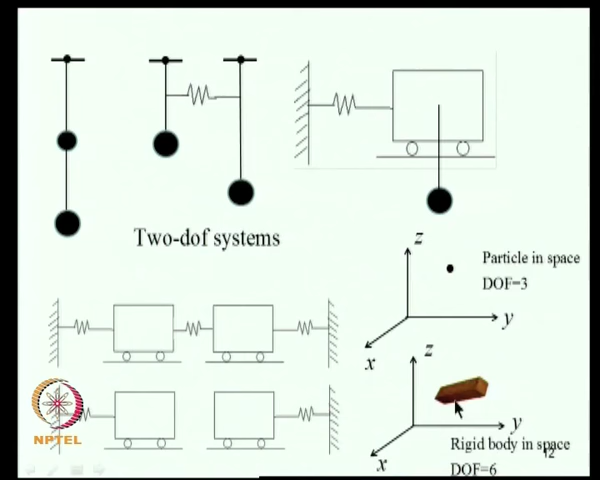 Two-dof systems
z
Particle in space
DOF=3
y
x
z
y
Rigid body in space
x
DOF=6
12
NPTEL